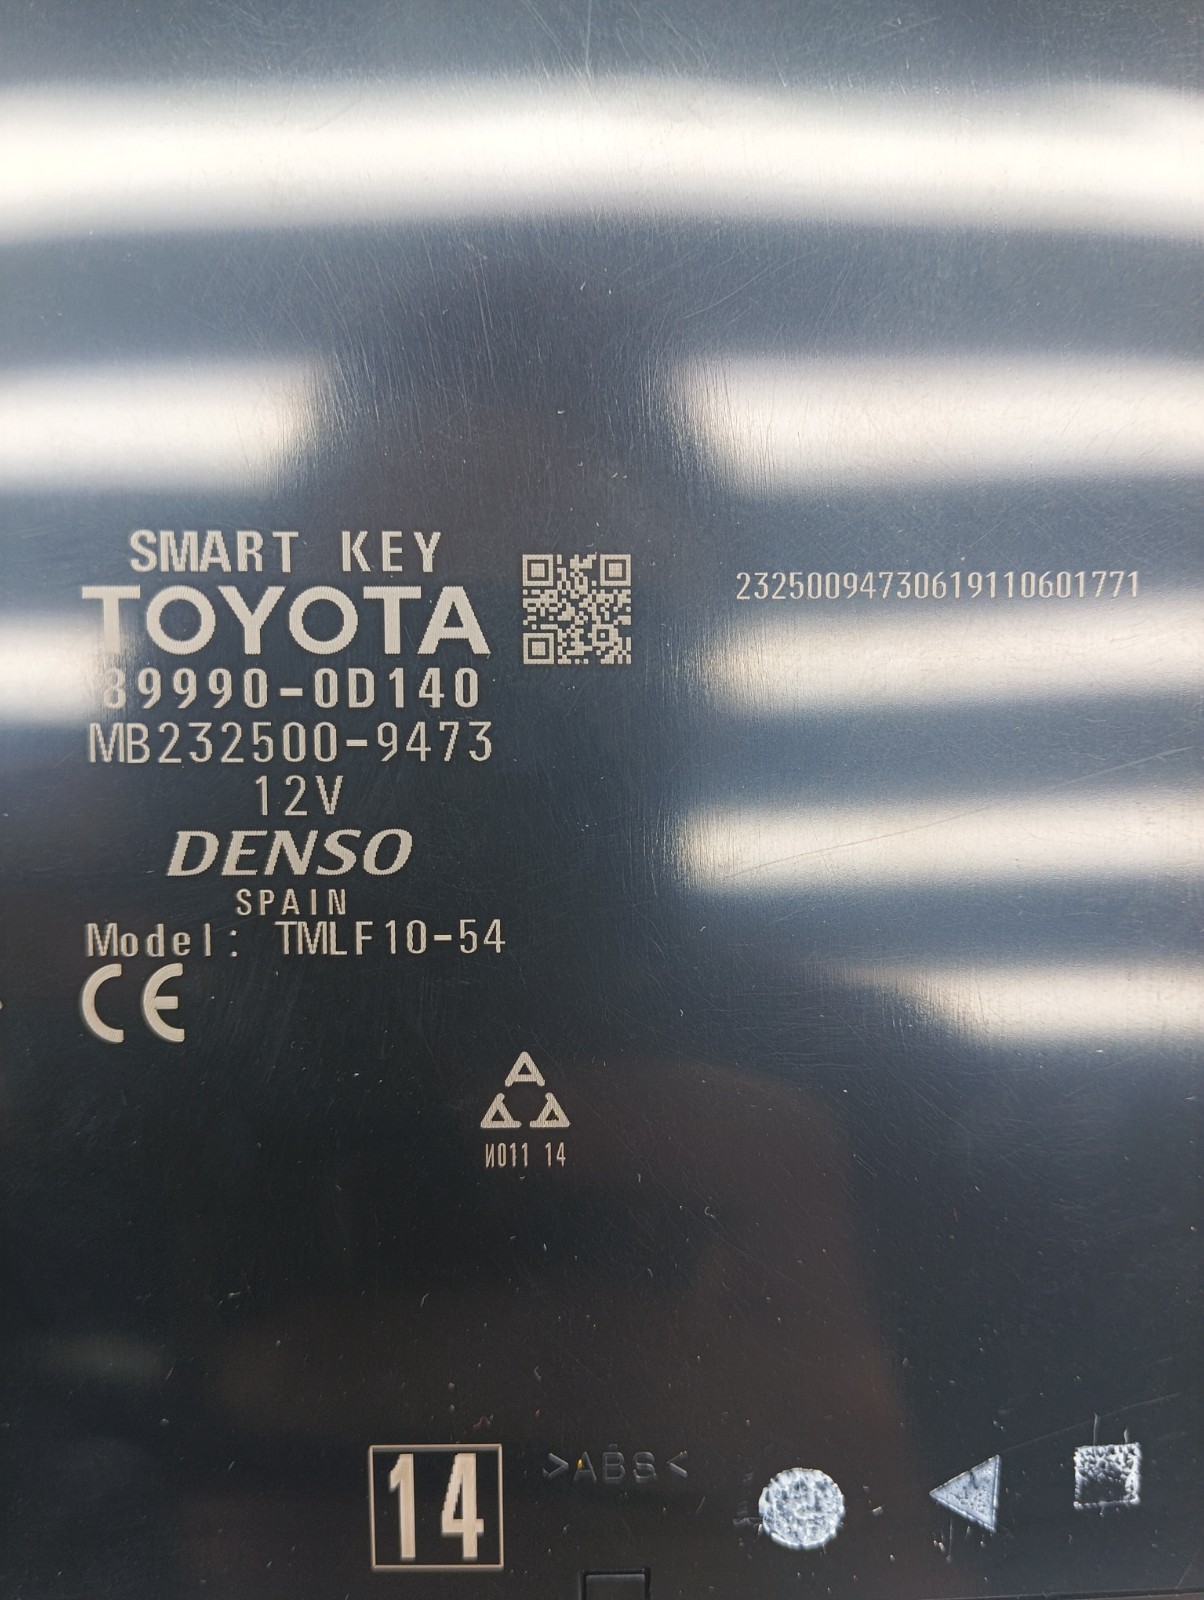 SMART KEY
TOYOTA
89990-0D140
MB232500-9473
12V
DENSO
SPAIN
Model: TMLF10-54
CE
23250094730619110601771
И011 14
14
>ABS<